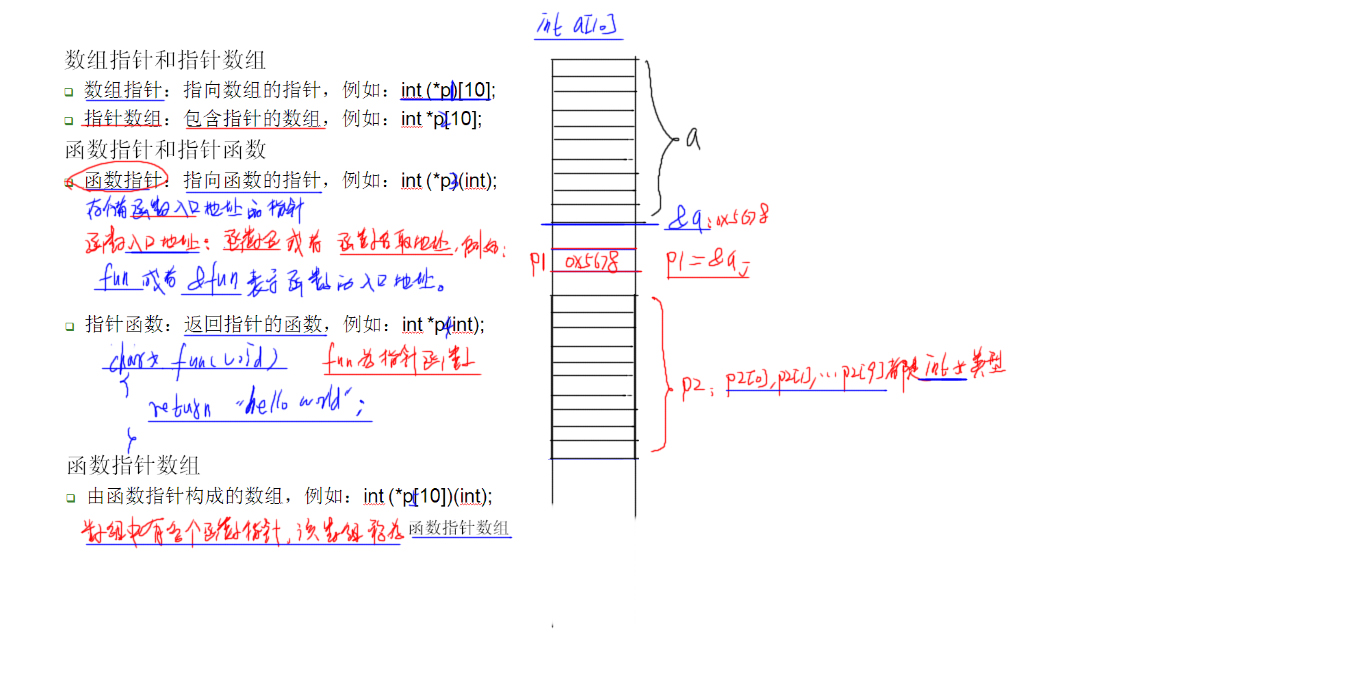 数组指针和指针数组
数组指针：指向数组的指针，例如：int (*p1)[10];
指针数组：包含指针的数组，例如：int *p2[10];
函数指针和指针函数
函数指针：指向函数的指针，例如：int (*p3)(int);
存储函数入口地址的指针
函数入口地址：函数名或者 函数名取地址，例如：
fun 或者 &fun 表示函数的入口地址。
指针函数：返回指针的函数，例如：int *p4(int);
char* fun(void) fun为指针函数
{
return "hello world";
}
函数指针数组
由函数指针构成的数组，例如：int (*p5[10])(int);
数组中有多个函数指针，该数组称为 函数指针数组
int a[10]
a
&a:0x5678
p1 0x5678 p1=&a;
p2: p2[0],p2[1],...p2[9]都是int*类型